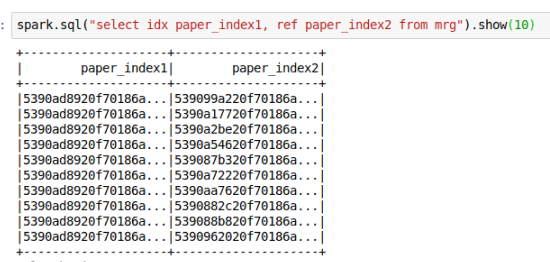 : spark.sql("select idx paper_index1, ref paper_index2 from mrg").show(10)
+--------------------+--------------------+
|        paper_index1|        paper_index2|
+--------------------+--------------------+
|5390ad8920f70186a...|539099a220f70186a...|
|5390ad8920f70186a...|5390a17720f70186a...|
|5390ad8920f70186a...|5390a2be20f70186a...|
|5390ad8920f70186a...|5390a54620f70186a...|
|5390ad8920f70186a...|539087b320f70186a...|
|5390ad8920f70186a...|5390a72220f70186a...|
|5390ad8920f70186a...|5390aa7620f70186a...|
|5390ad8920f70186a...|5390882c20f70186a...|
|5390ad8920f70186a...|539088b820f70186a...|
|5390ad8920f70186a...|5390962020f70186a...|
+--------------------+--------------------+